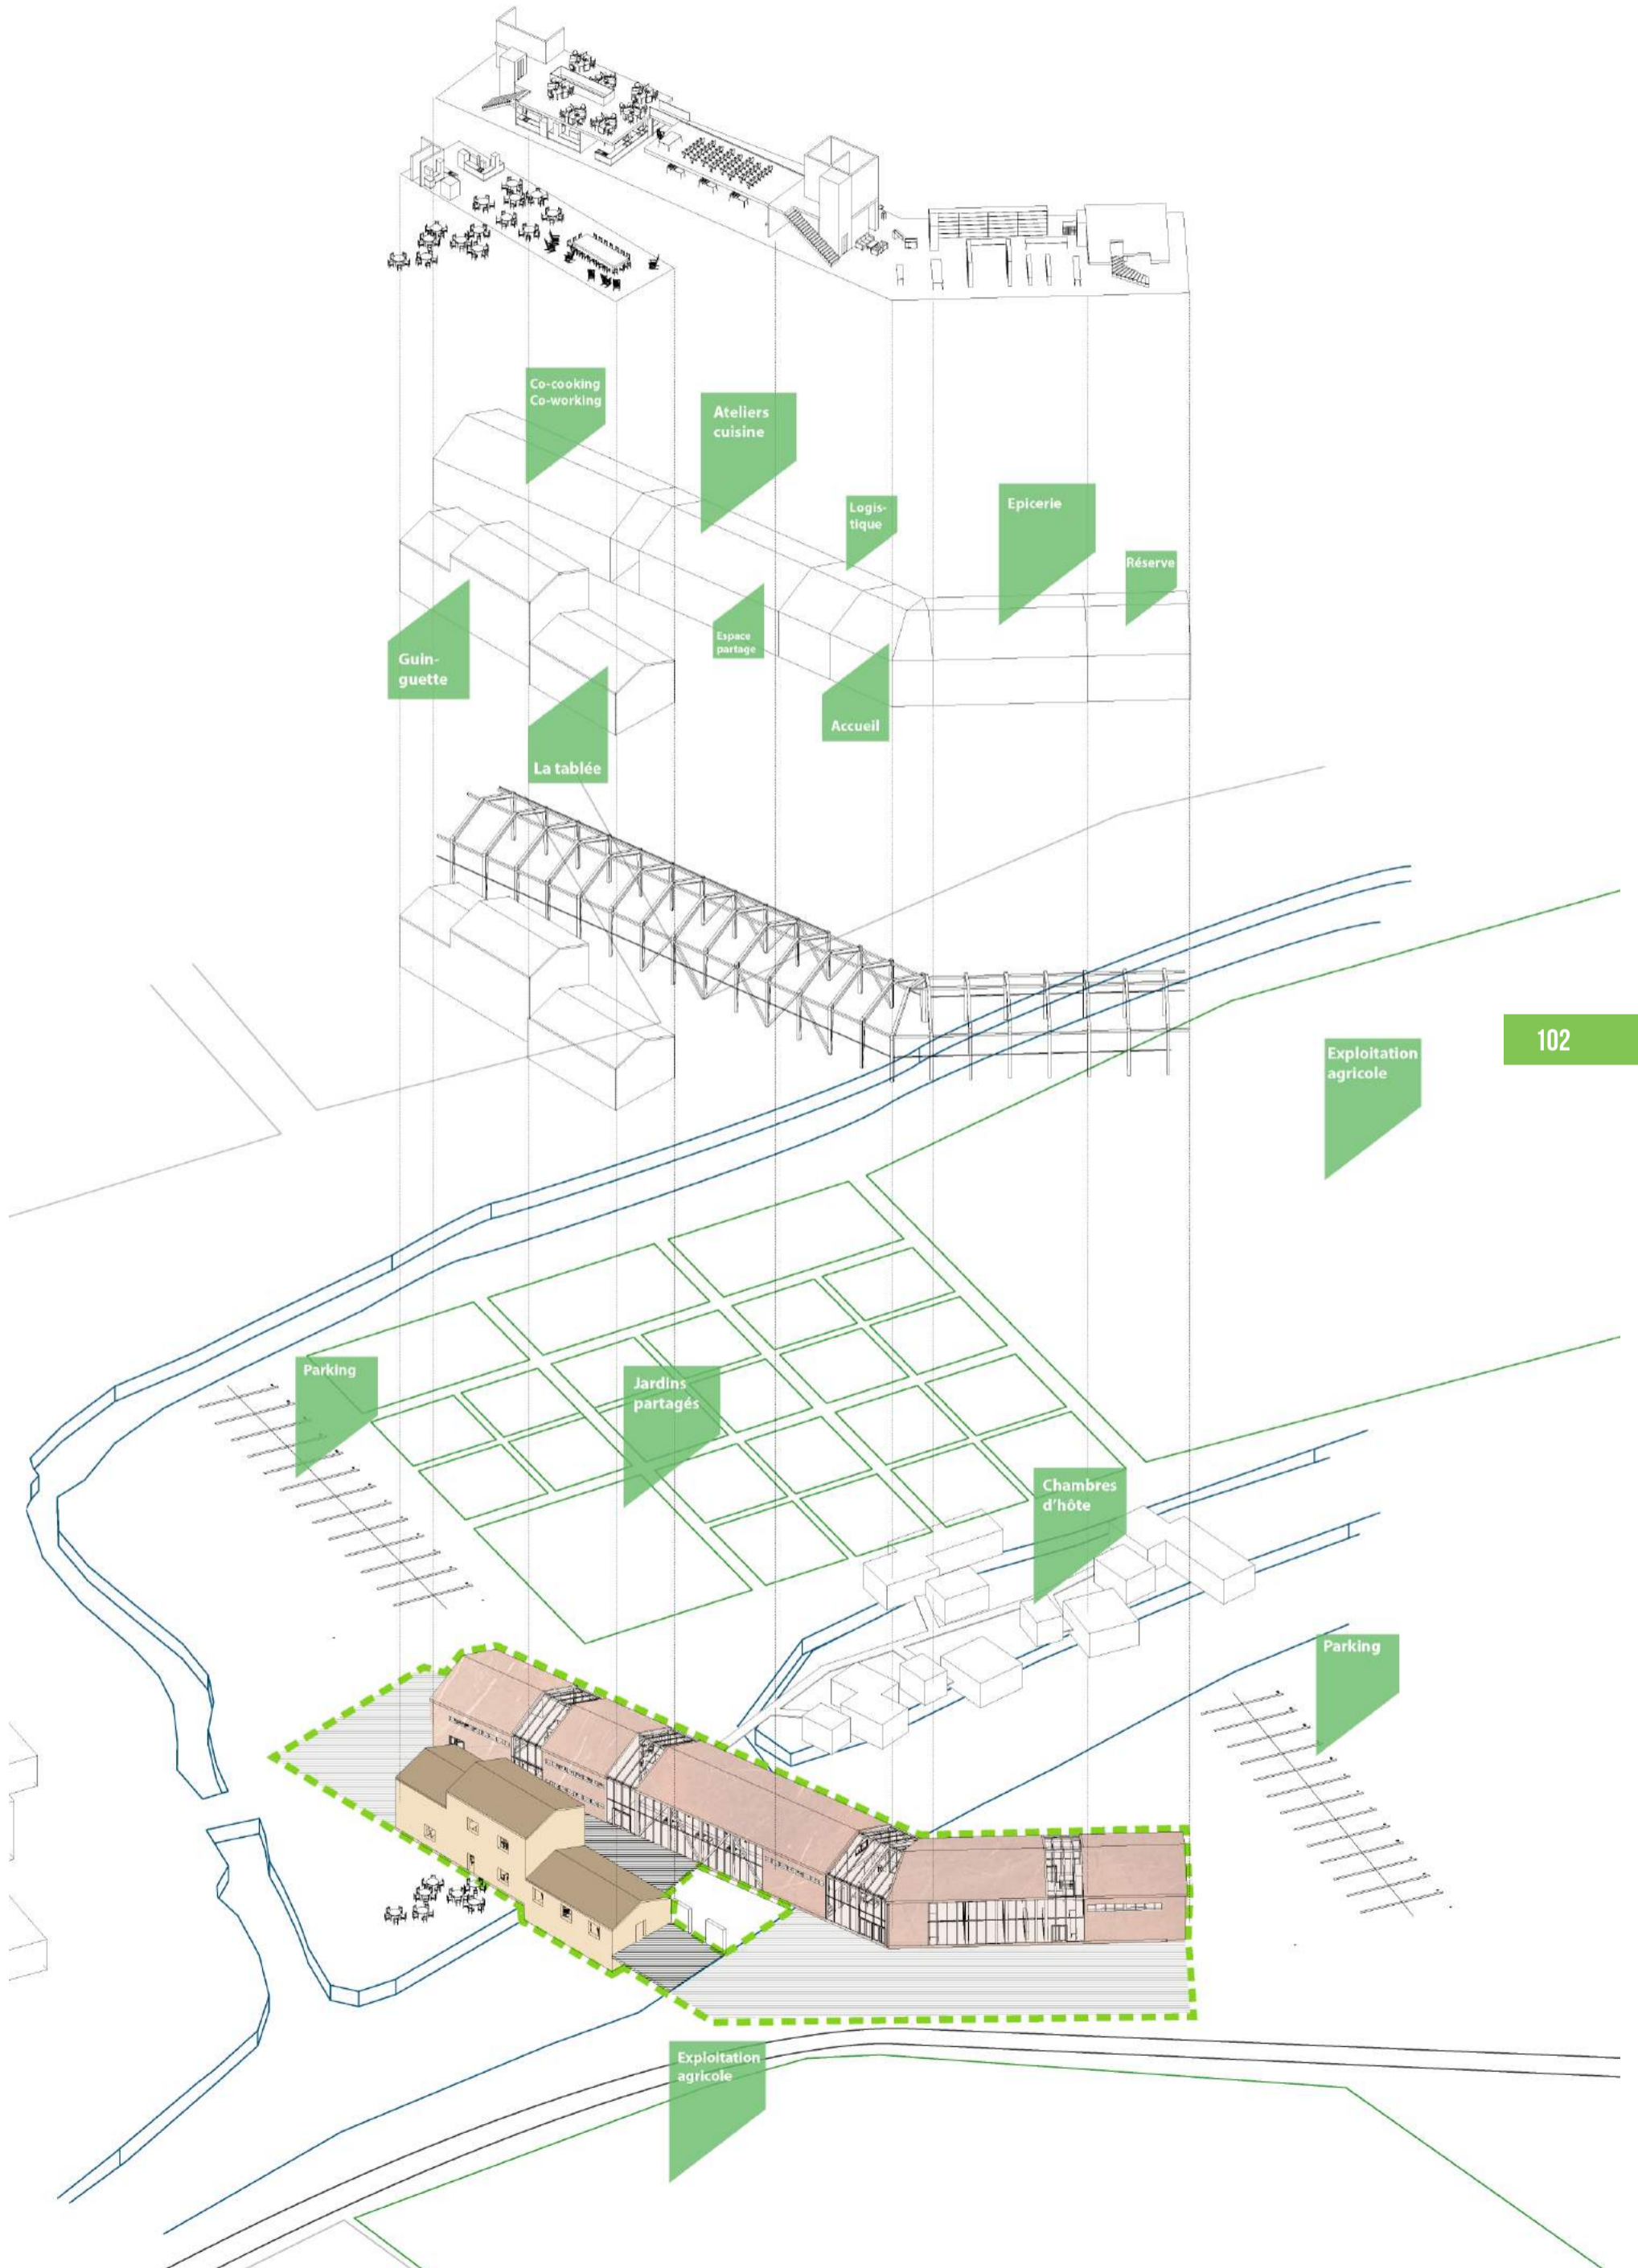 Co-cooking
Co-working
Ateliers
cuisine
Logis-
tique
Epicerie
Réserve
Espace
partage
Guin-
guette
Accueil
La tablée
102
Exploitation
agricole
Parking
Jardins
partagés
Chambres
d'hôte
Parking
Exploitation
agricole